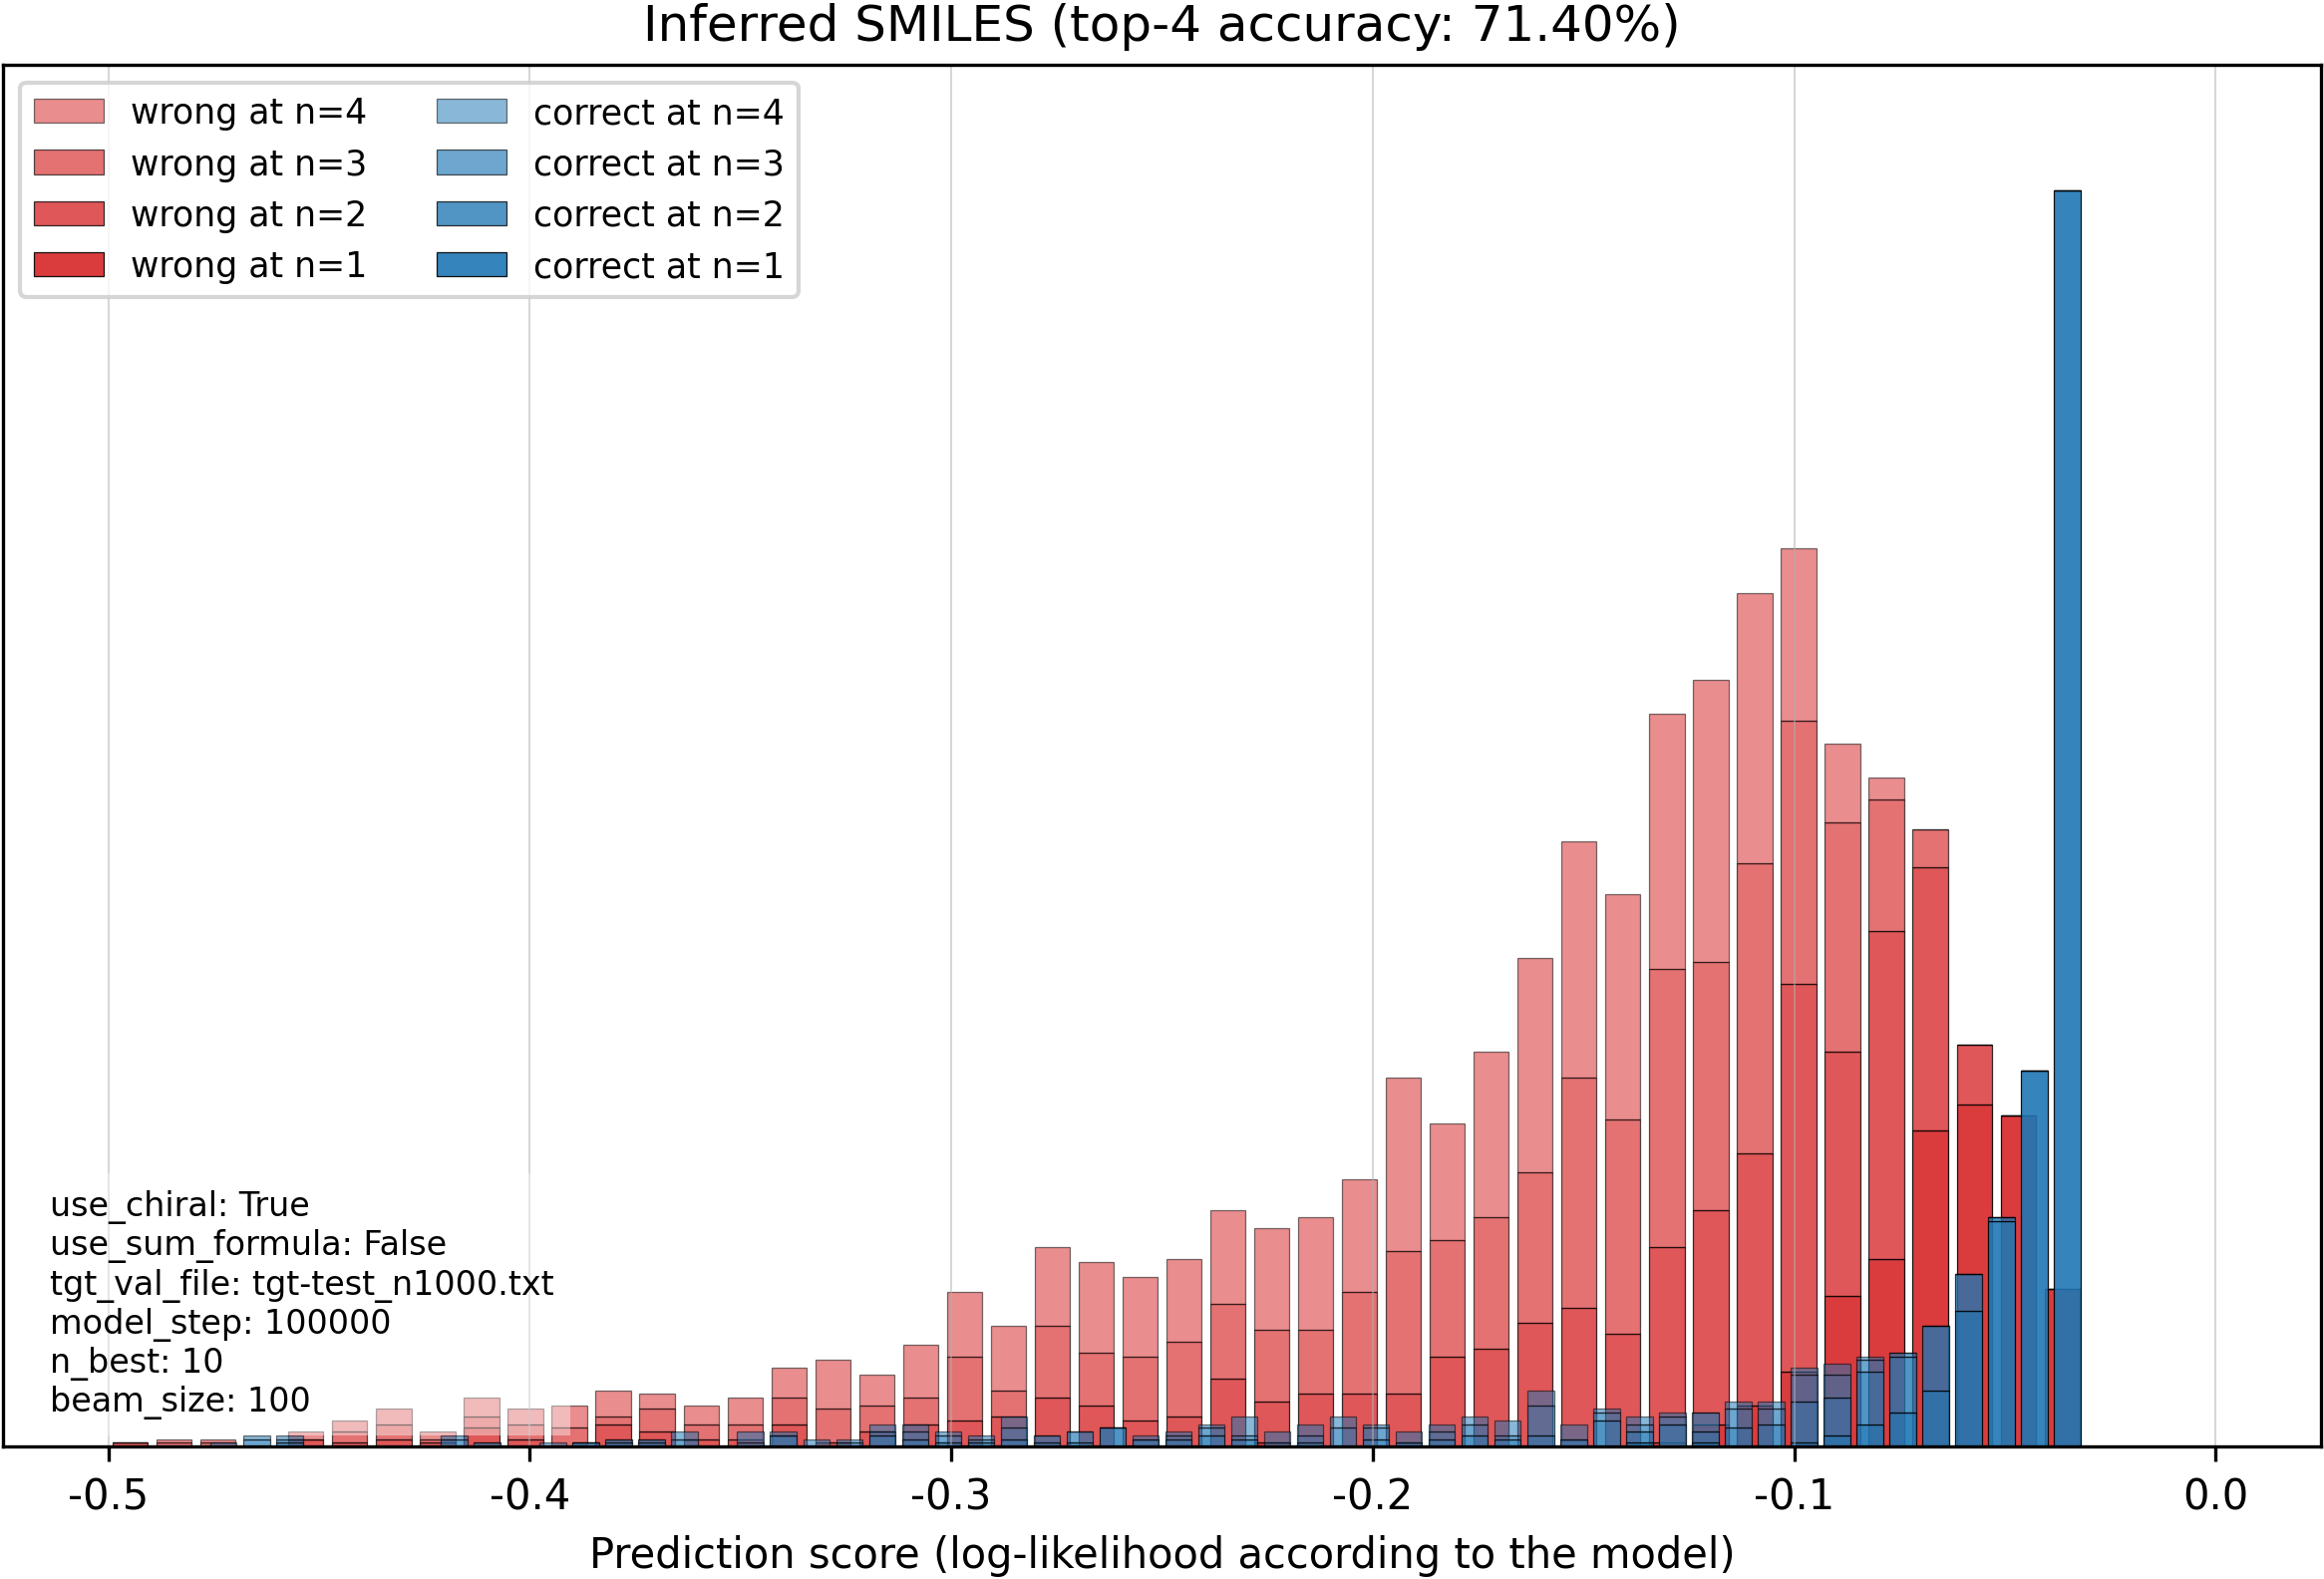 Inferred SMILES (top-4 accuracy: 71.40%)
wrong at n=4
wrong at n=3
wrong at n=2
wrong at n=1
correct at n=4
correct at n=3
correct at n=2
correct at n=1
use_chiral: True
use_sum_formula: False
tgt_val_file: tgt-test_n1000.txt
model_step: 100000
n_best: 10
beam_size: 100
-0.5 -0.4 -0.3 -0.2 -0.1 0.0
Prediction score (log-likelihood according to the model)